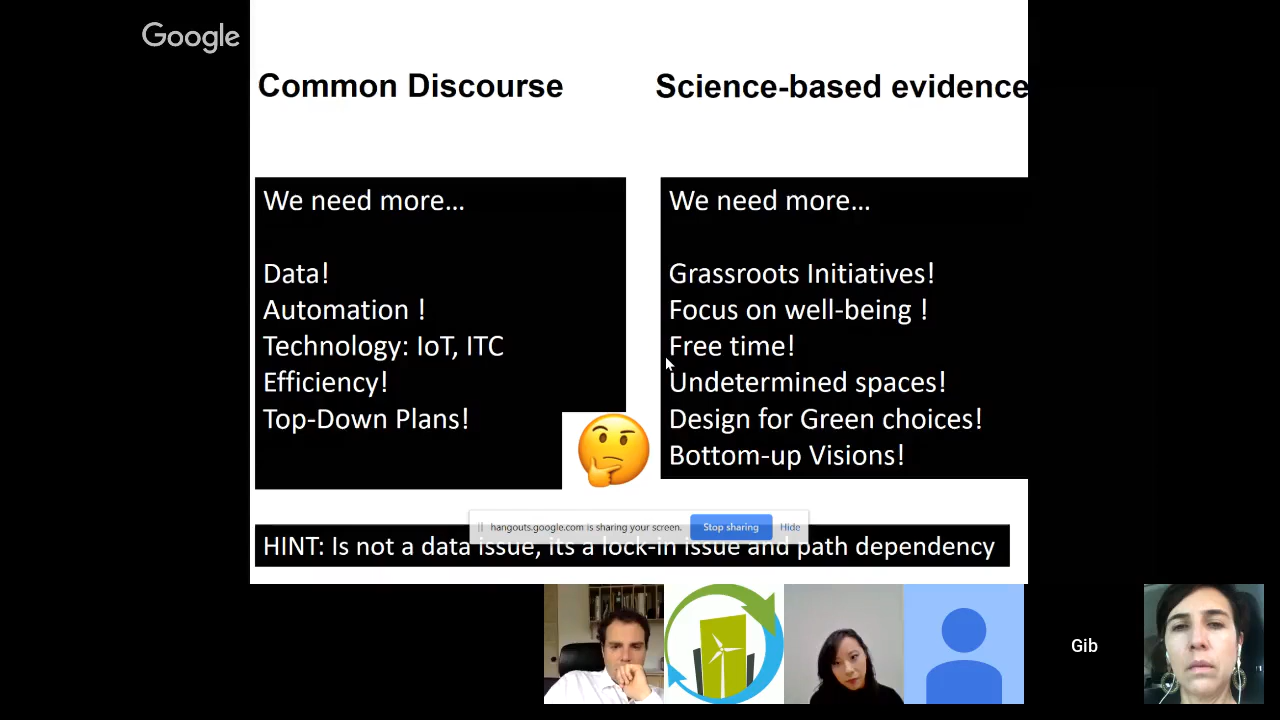 Google
Common Discourse
Science-based evidence
We need more...
Data!
Automation !
Technology: IoT, ITC
Efficiency!
Top-Down Plans!
We need more...
Grassroots Initiatives!
Focus on well-being !
Free time!
Undetermined spaces!
Design for Green choices!
Bottom-up Visions!
hangouts.google.com is sharing your screen.
Stop sharing
Hide
HINT: Is not a data issue, its a lock-in issue and path dependency
Gib